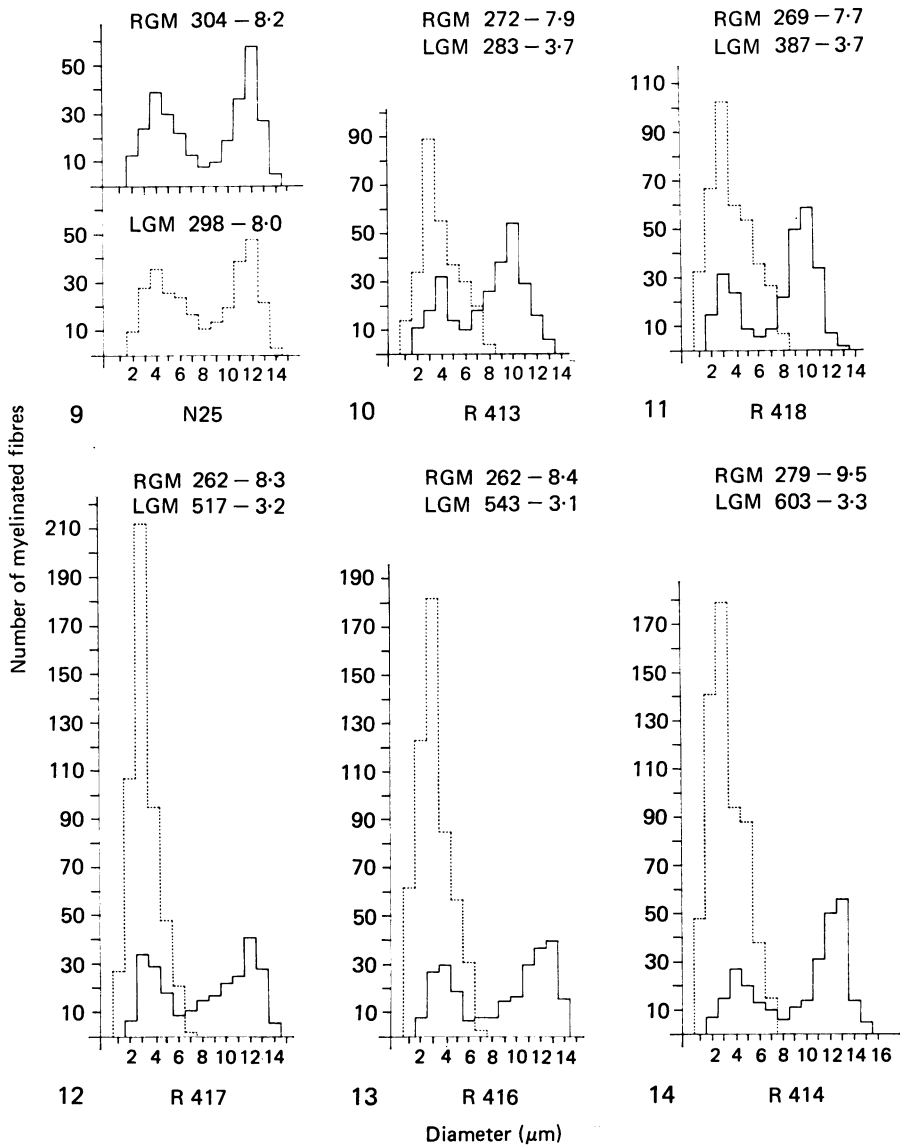 RGM 304 – 8·2
50
30
10
LGM 298 – 8·0
50
30
10
2 4 6 8 10 12 14
9 N25
RGM 272 – 7·9
LGM 283 – 3·7
90
70
50
30
10
2 4 6 8 10 12 14
10 R 413
RGM 269 – 7·7
LGM 387 – 3·7
110
90
70
50
30
10
2 4 6 8 10 12 14
11 R 418
Number of myelinated fibres
RGM 262 – 8·3
LGM 517 – 3·2
210
190
170
150
130
110
90
70
50
30
10
2 4 6 8 10 12 14
12 R 417
RGM 262 – 8·4
LGM 543 – 3·1
190
170
150
130
110
90
70
50
30
10
2 4 6 8 10 12 14
13 R 416
RGM 279 – 9·5
LGM 603 – 3·3
170
150
130
110
90
70
50
30
10
2 4 6 8 10 12 14 16
14 R 414
Diameter (μm)